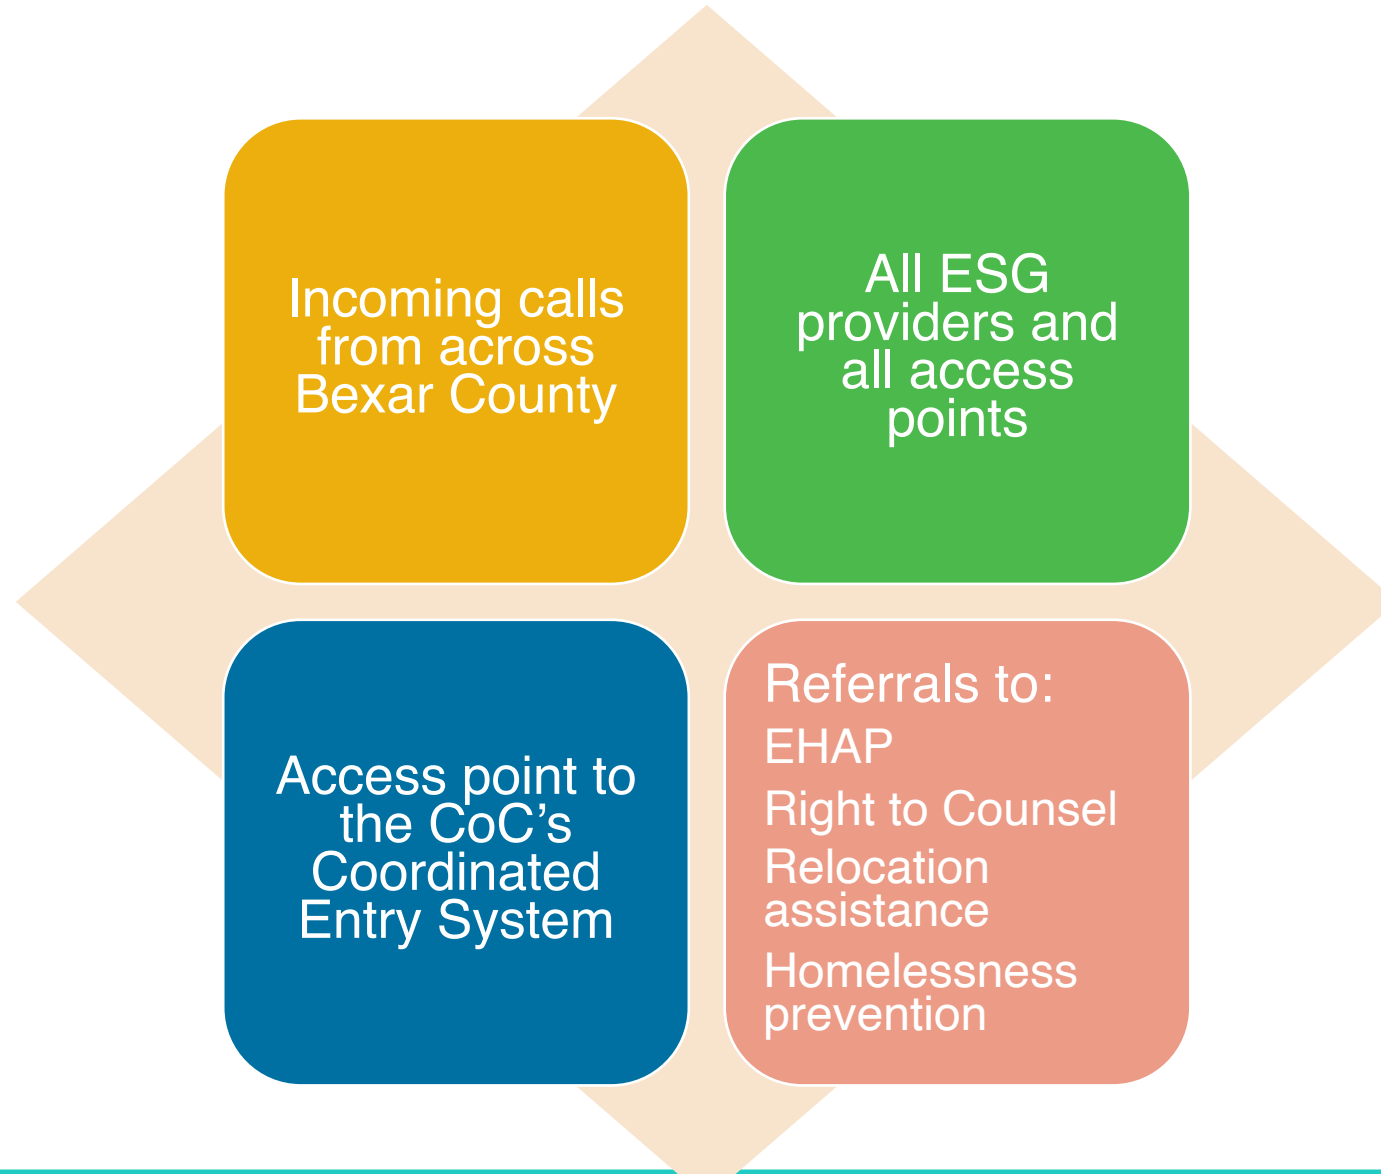 Incoming calls
from across
Bexar County
All ESG
providers and
all access
points
Access point to
the CoC’s
Coordinated
Entry System
Referrals to:
EHAP
Right to Counsel
Relocation
assistance
Homelessness
prevention